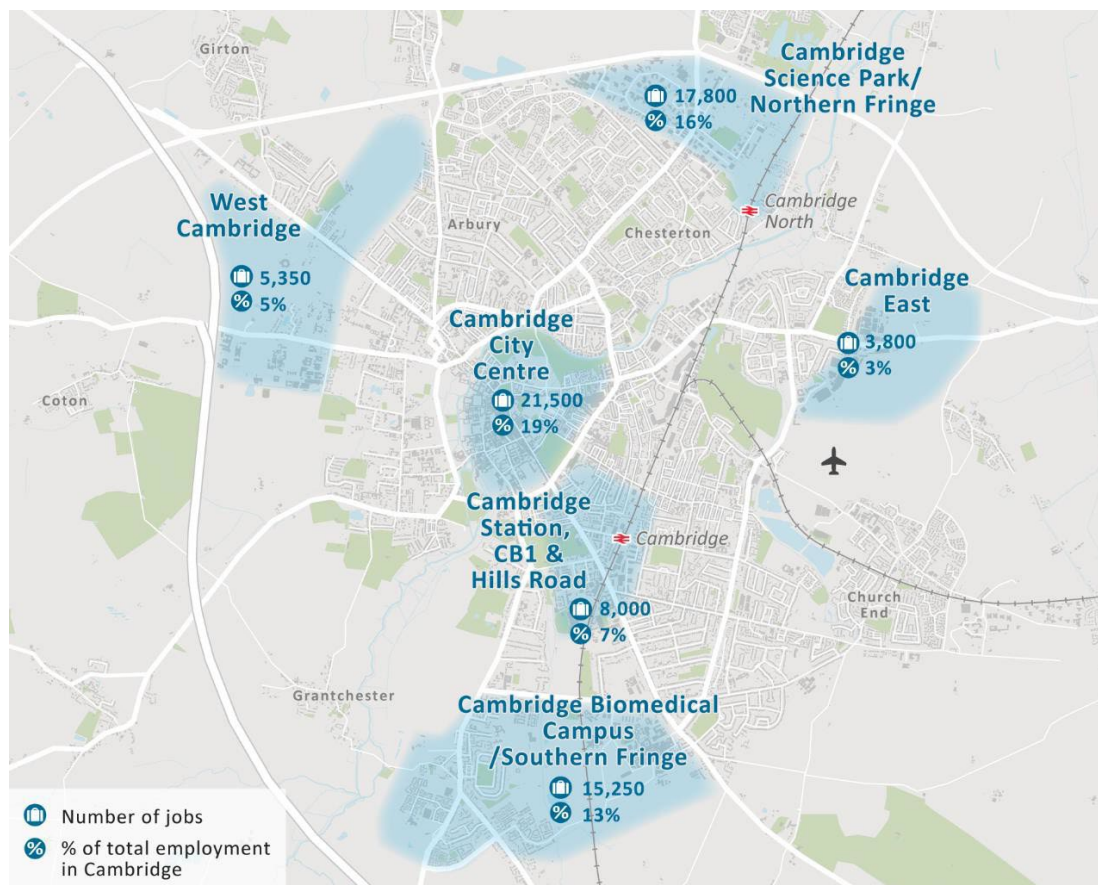 Girton
Cambridge
Science Park/
Northern Fringe
17,800
16%
West
Cambridge
5,350
5%
Arbury
Chesterton
Cambridge
North
Cambridge
East
3,800
3%
Cambridge
City
Centre
21,500
19%
Coton
Cambridge
Station,
CB1 &
Hills Road
8,000
7%
Cambridge
Church
End
Grantchester
Cambridge Biomedical
Campus
/Southern Fringe
15,250
13%
Number of jobs
% % of total employment
in Cambridge